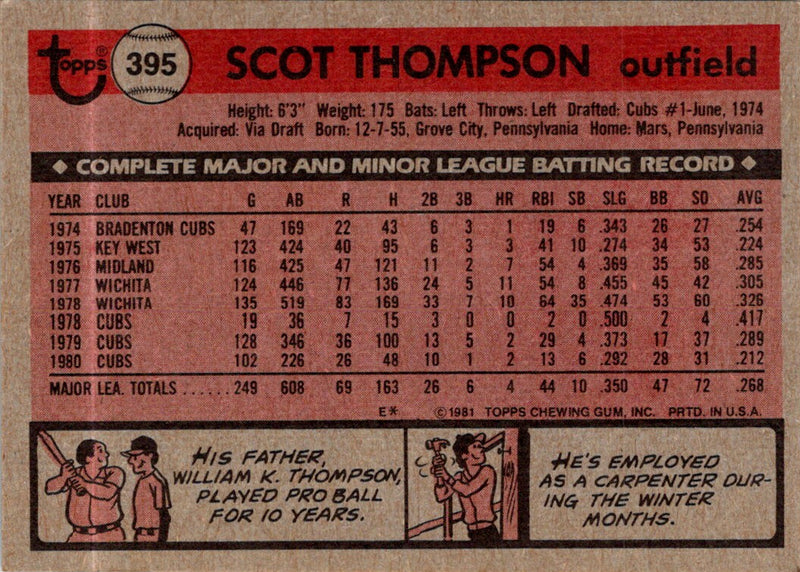 Topps® 395 SCOT THOMPSON outfield
Height: 6'3" Weight: 175 Bats: Left Throws: Left Drafted: Cubs #1-June, 1974
Acquired: Via Draft Born: 12-7-55, Grove City, Pennsylvania Home: Mars, Pennsylvania
◆ COMPLETE MAJOR AND MINOR LEAGUE BATTING RECORD ◆
YEAR CLUB G AB R H 2B 3B HR RBI SB SLG BB SO AVG
1974 BRADENTON CUBS 47 169 22 43 6 3 1 19 6 .343 26 27 .254
1975 KEY WEST 123 424 40 95 6 3 3 41 10 .274 34 53 .224
1976 MIDLAND 116 425 47 121 11 2 7 54 4 .369 35 58 .285
1977 WICHITA 124 446 77 136 24 5 11 54 8 .455 45 42 .305
1978 WICHITA 135 519 83 169 33 7 10 64 35 .474 53 60 .326
1978 CUBS 19 36 7 15 3 0 0 2 0 .500 2 4 .417
1979 CUBS 128 346 36 100 13 5 2 29 4 .373 17 37 .289
1980 CUBS 102 226 26 48 10 1 2 13 6 .292 28 31 .212
MAJOR LEA. TOTALS ...... 249 608 69 163 26 6 4 44 10 .350 47 72 .268
E* © 1981 TOPPS CHEWING GUM, INC. PRTD. IN U.S.A.
HIS FATHER,
WILLIAM K. THOMPSON,
PLAYED PRO BALL
FOR 10 YEARS.
HE'S EMPLOYED
AS A CARPENTER DUR-
ING THE WINTER
MONTHS.